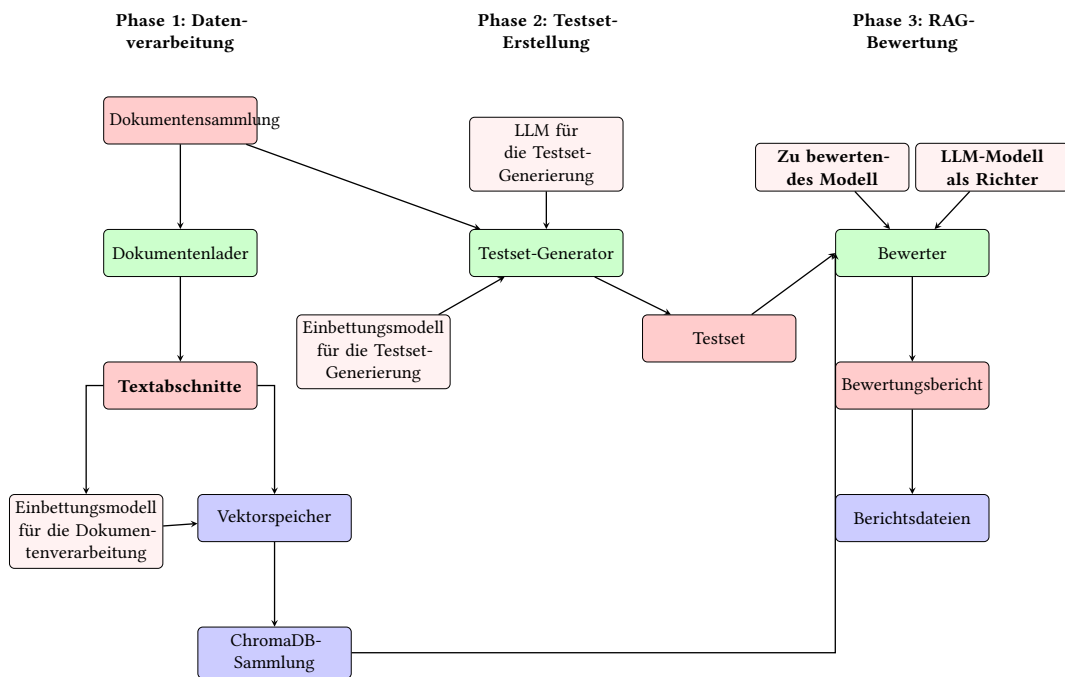 Phase 1: Daten-
verarbeitung
Phase 2: Testset-
Erstellung
Phase 3: RAG-
Bewertung
Dokumentensammlung
LLM für
die Testset-
Generierung
Zu bewerten-
des Modell
LLM-Modell
als Richter
Dokumentenlader
Testset-Generator
Bewerter
Einbettungsmodell
für die Testset-
Generierung
Testset
Textabschnitte
Bewertungsbericht
Einbettungsmodell
für die Dokumen-
tenverarbeitung
Vektorspeicher
Berichtsdateien
ChromaDB-
Sammlung